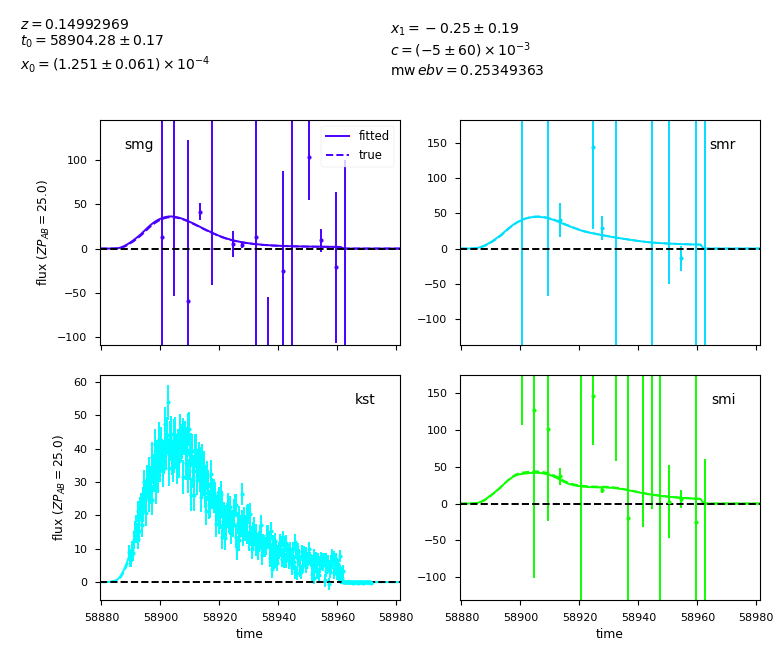 z = 0.14992969
t₀ = 58904.28 ± 0.17
x₀ = (1.251 ± 0.061) × 10⁻⁴
x₁ = −0.25 ± 0.19
c = (−5 ± 60) × 10⁻³
mw ebv = 0.25349363
smg
fitted
true
100
50
0
−50
−100
flux (ZP_AB = 25.0)
smr
150
100
50
0
−50
−100
kst
60
50
40
30
20
10
0
flux (ZP_AB = 25.0)
58880 58900 58920 58940 58960 58980
time
smi
150
100
50
0
−50
−100
58880 58900 58920 58940 58960 58980
time